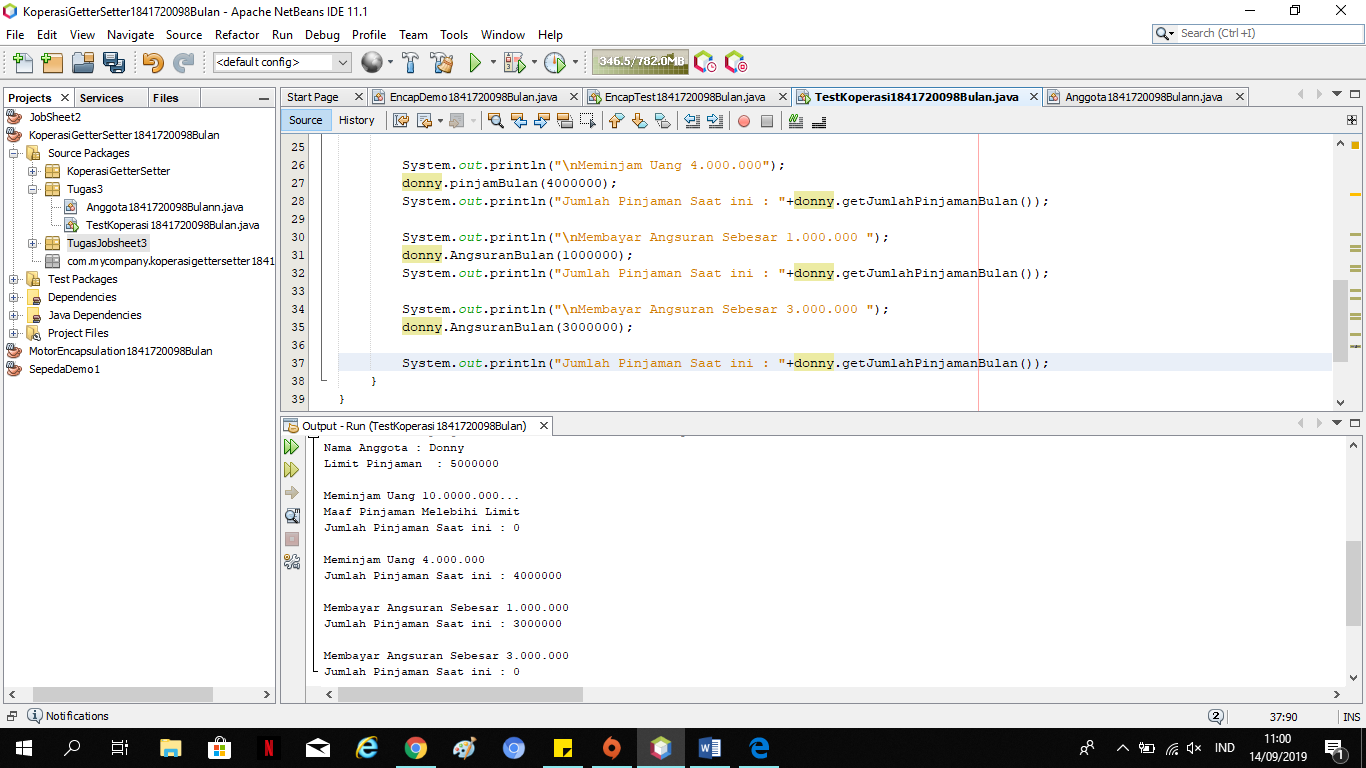 KoperasiGetterSetter1841720098Bulan - Apache NetBeans IDE 11.1
File Edit View Navigate Source Refactor Run Debug Profile Team Tools Window Help
Search (Ctrl+I)
<default config>
346.5/782.0MB
Projects Services Files
JobSheet2
KoperasiGetterSetter1841720098Bulan
Source Packages
KoperasiGetterSetter
Tugas3
Anggota1841720098Bulann.java
TestKoperasi1841720098Bulan.java
TugasJobsheet3
com.mycompany.koperasigettersetter1841
Test Packages
Dependencies
Java Dependencies
Project Files
MotorEncapsulation1841720098Bulan
SepedaDemo1
Start Page EncapDemo1841720098Bulan.java EncapTest1841720098Bulan.java TestKoperasi1841720098Bulan.java Anggota1841720098Bulann.java
Source History
25
26 System.out.println("\nMeminjam Uang 4.000.000");
27 donny.pinjamBulan(4000000);
28 System.out.println("Jumlah Pinjaman Saat ini : "+donny.getJumlahPinjamanBulan());
29
30 System.out.println("\nMembayar Angsuran Sebesar 1.000.000 ");
31 donny.AngsuranBulan(1000000);
32 System.out.println("Jumlah Pinjaman Saat ini : "+donny.getJumlahPinjamanBulan());
33
34 System.out.println("\nMembayar Angsuran Sebesar 3.000.000 ");
35 donny.AngsuranBulan(3000000);
36
37 System.out.println("Jumlah Pinjaman Saat ini : "+donny.getJumlahPinjamanBulan());
38 }
39 }
Output - Run (TestKoperasi1841720098Bulan)
Nama Anggota : Donny
Limit Pinjaman  : 5000000
Meminjam Uang 10.0000.000...
Maaf Pinjaman Melebihi Limit
Jumlah Pinjaman Saat ini : 0
Meminjam Uang 4.000.000
Jumlah Pinjaman Saat ini : 4000000
Membayar Angsuran Sebesar 1.000.000
Jumlah Pinjaman Saat ini : 3000000
Membayar Angsuran Sebesar 3.000.000
Jumlah Pinjaman Saat ini : 0
Notifications 2 37:90 INS
IND 11:00
14/09/2019 1